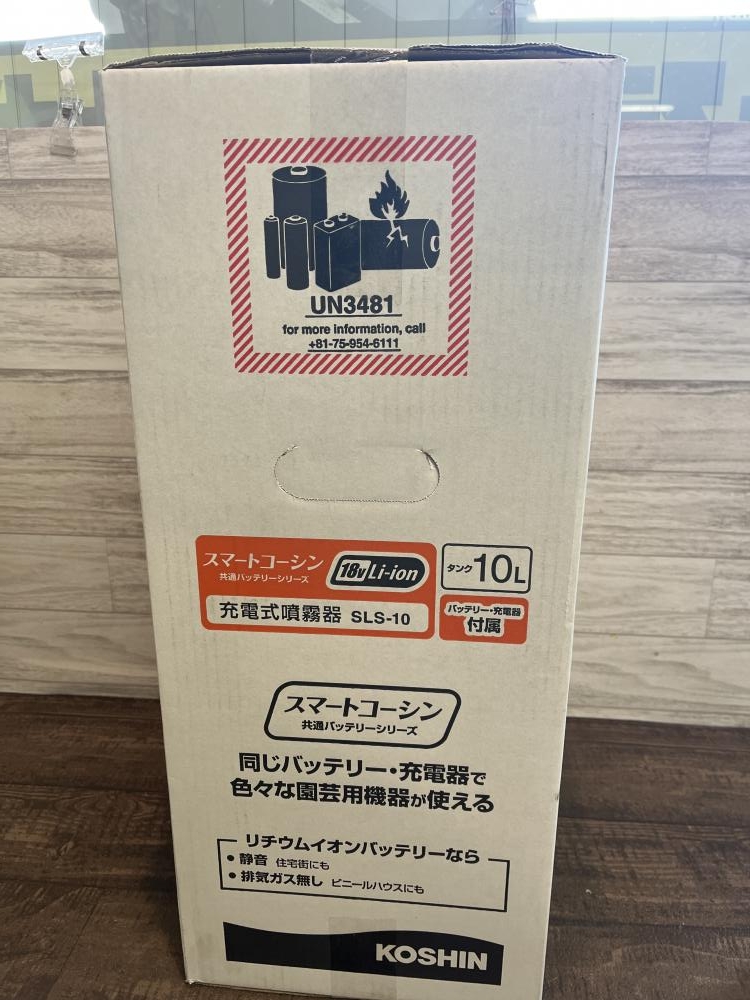 UN3481
for more information, call
+81-75-954-6111
スマートコーシン
共通バッテリーシリーズ
18v Li-ion
充電式噴霧器 SLS-10
タンク10L
バッテリー・充電器
付属
スマートコーシン
共通バッテリーシリーズ
同じバッテリー・充電器で
色々な園芸用機器が使える
リチウムイオンバッテリーなら
• 静音 住宅街にも
• 排気ガス無し ビニールハウスにも
KOSHIN